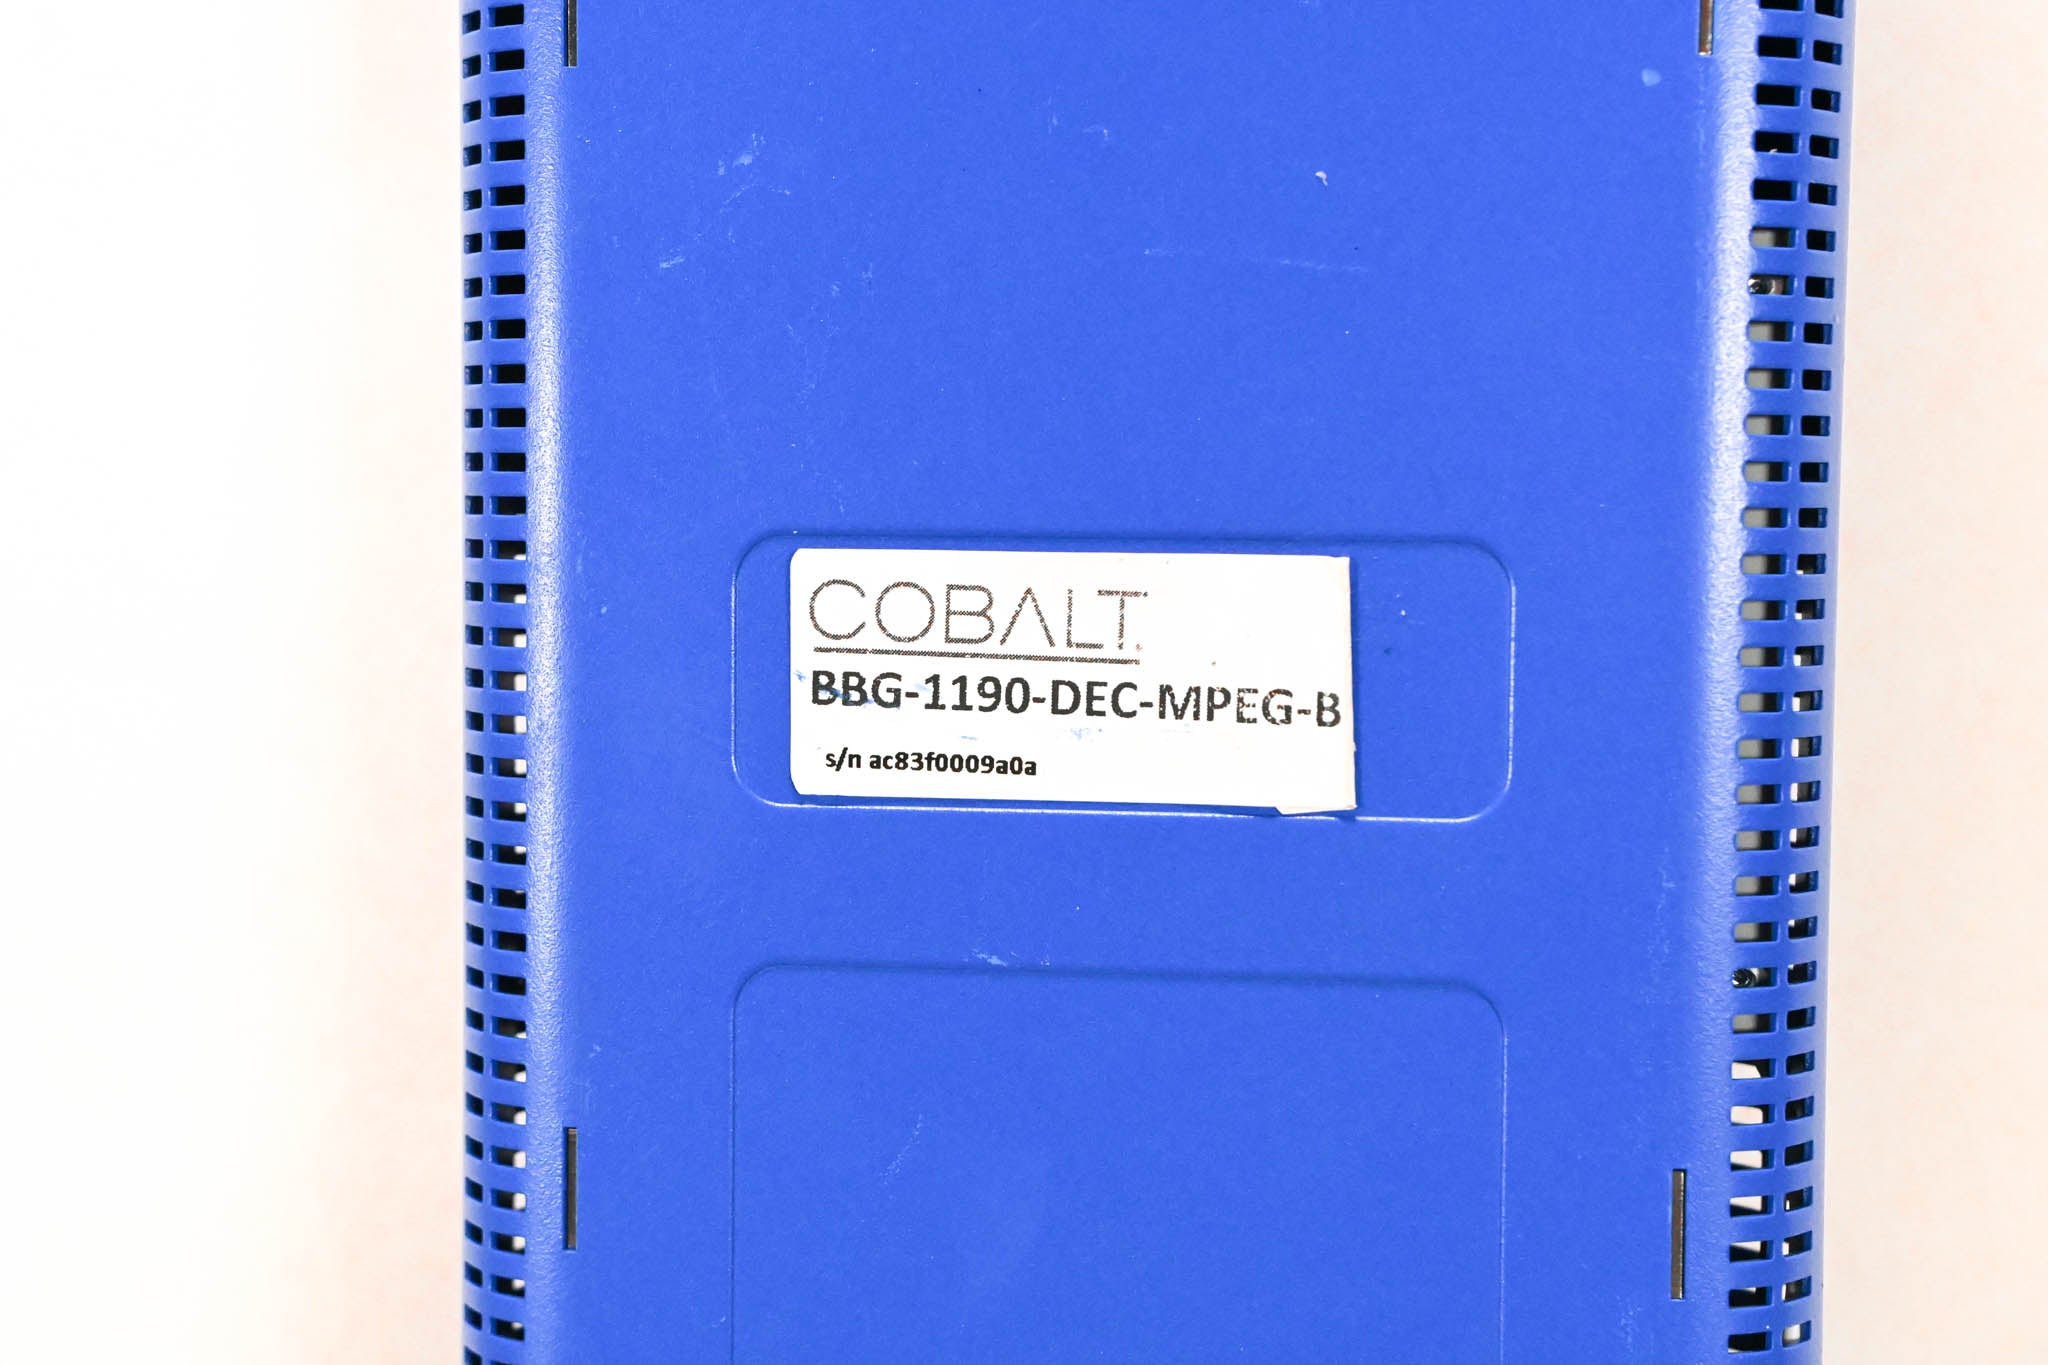 COBALT.
BBG-1190-DEC-MPEG-B
s/n ac83f0009a0a